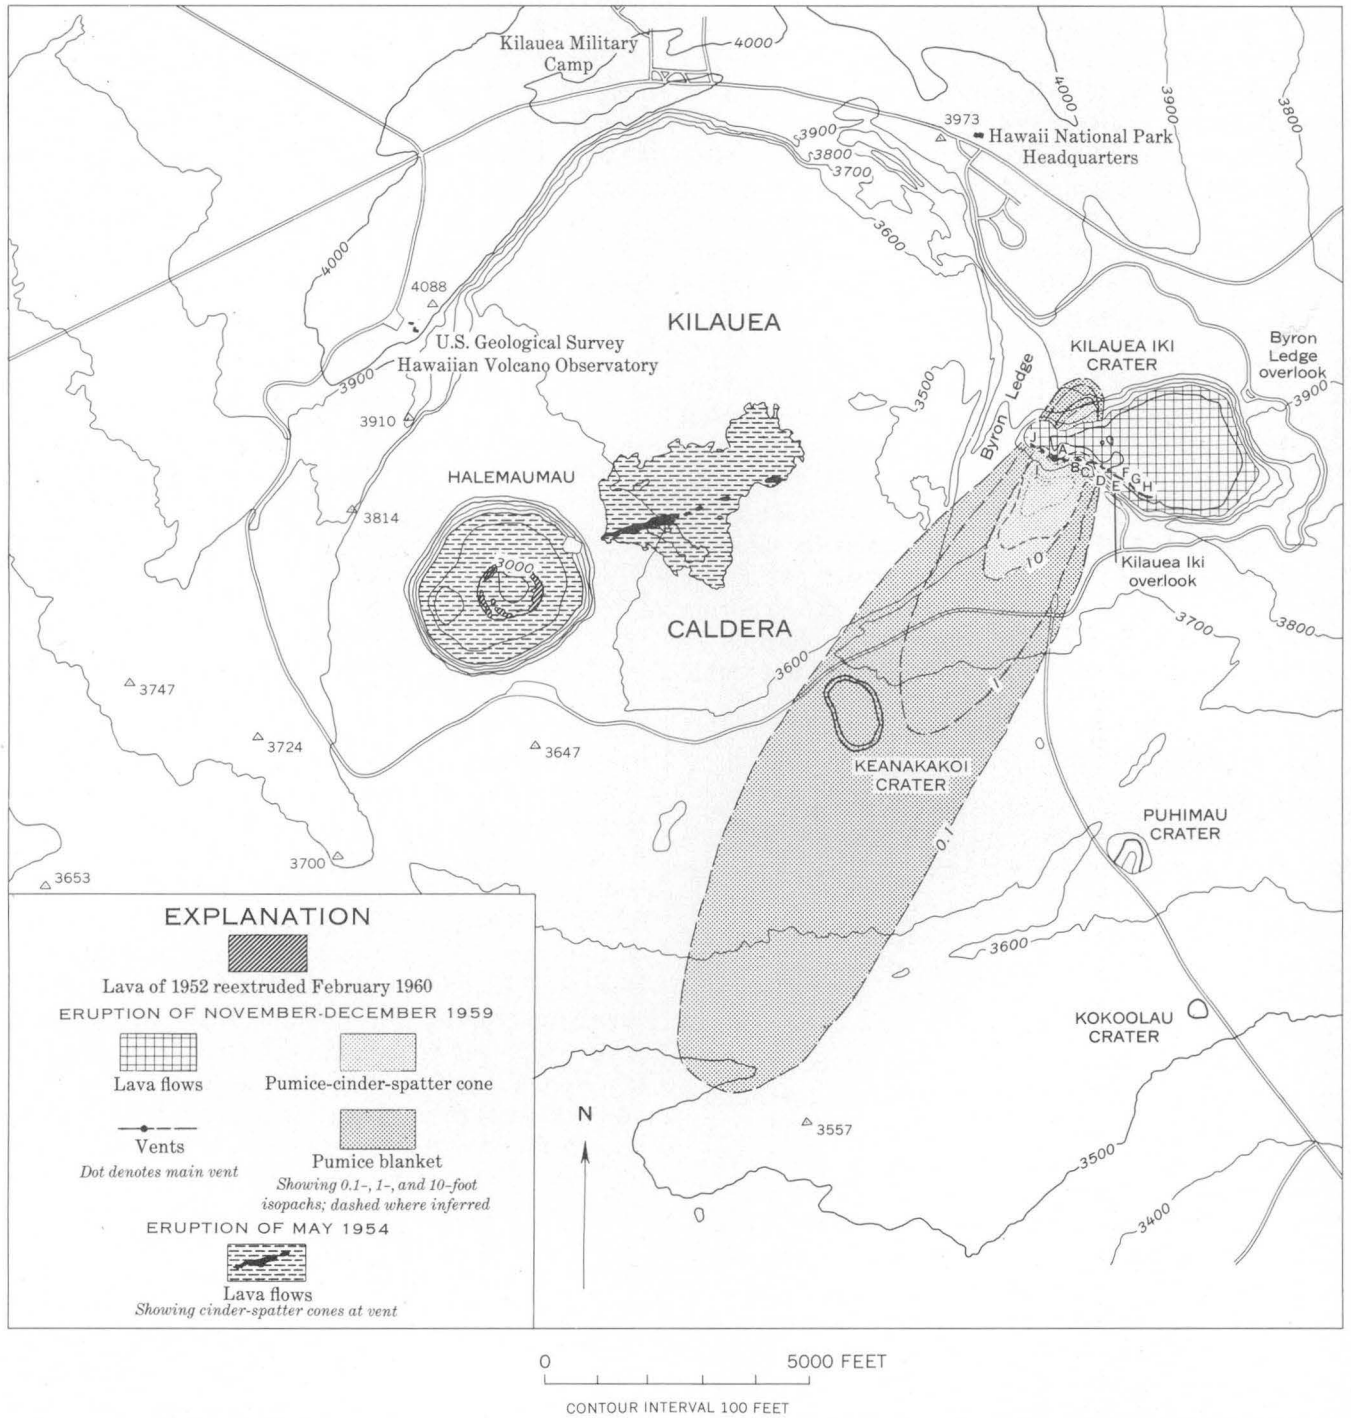 Kilauea Military
Camp
4000
4000
3900
3800
3973
Hawaii National Park
Headquarters
3900
3800
3700
3600
4000
4088
U.S. Geological Survey
Hawaiian Volcano Observatory
3900
3910
KILAUEA
3500
Byron Ledge
KILAUEA IKI
CRATER
Byron
Ledge
overlook
3900
J
A
B
C
D
E
F
G
H
I
HALEMAUMAU
3814
3000
10
Kilauea Iki
overlook
CALDERA
3600
3700
3800
1
3747
3724
3647
KEANAKAKOI
CRATER
0.1
PUHIMAU
CRATER
3700
3653
3600
KOKOOLAU
CRATER
3557
3500
3400
N
EXPLANATION
Lava of 1952 reextruded February 1960
ERUPTION OF NOVEMBER-DECEMBER 1959
Lava flows
Pumice-cinder-spatter cone
Vents
Dot denotes main vent
Pumice blanket
Showing 0.1-, 1-, and 10-foot
isopachs; dashed where inferred
ERUPTION OF MAY 1954
Lava flows
Showing cinder-spatter cones at vent
0 5000 FEET
CONTOUR INTERVAL 100 FEET